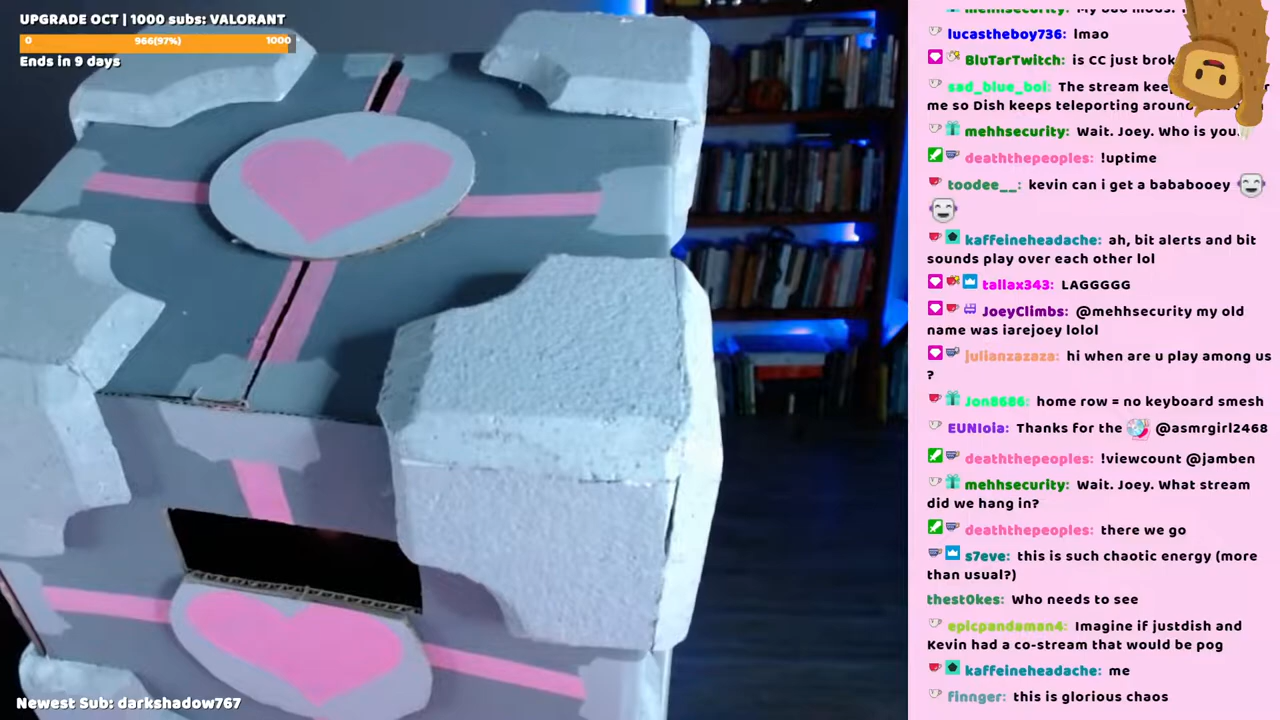 UPGRADE OCT | 1000 subs: VALORANT
0 966(97%) 1000
Ends in 9 days
lucastheboy736: lmao
BluTarTwitch: is CC just brok
sad_blue_boi: The stream kee
me so Dish keeps teleporting around
mehhsecurity: Wait. Joey. Who is you.
deaththepeoples: !uptime
toodee__: kevin can i get a bababooey
kaffeineheadache: ah, bit alerts and bit
sounds play over each other lol
tallax343: LAGGGGG
JoeyClimbs: @mehhsecurity my old
name was iarejoey lolol
julianzazaza: hi when are u play among us
?
Jon8686: home row = no keyboard smesh
EUNIoia: Thanks for the @asmrgirl2468
deaththepeoples: !viewcount @jamben
mehhsecurity: Wait. Joey. What stream
did we hang in?
deaththepeoples: there we go
s7eve: this is such chaotic energy (more
than usual?)
thest0kes: Who needs to see
epicpandaman4: Imagine if justdish and
Kevin had a co-stream that would be pog
kaffeineheadache: me
finnger: this is glorious chaos
Newest Sub: darkshadow767